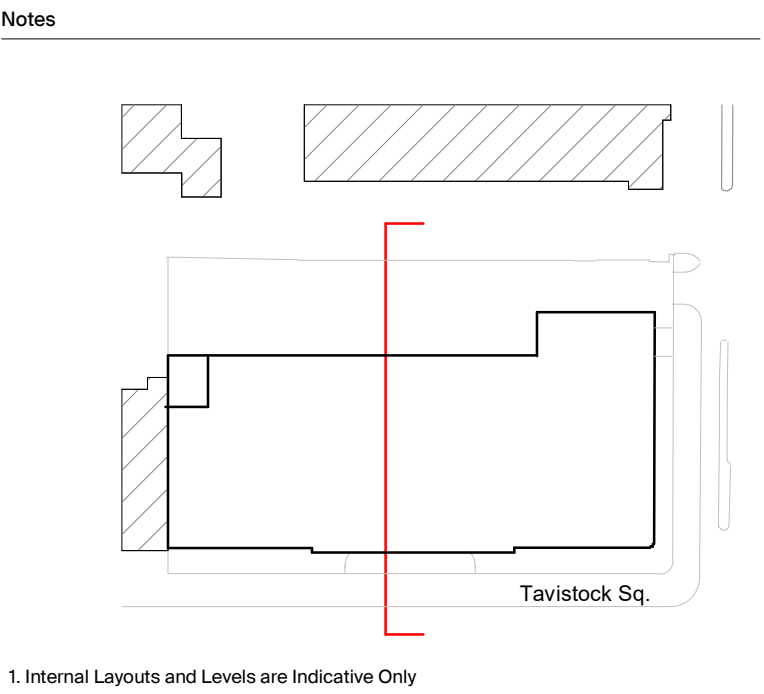 Notes
Tavistock Sq.
1. Internal Layouts and Levels are Indicative Only